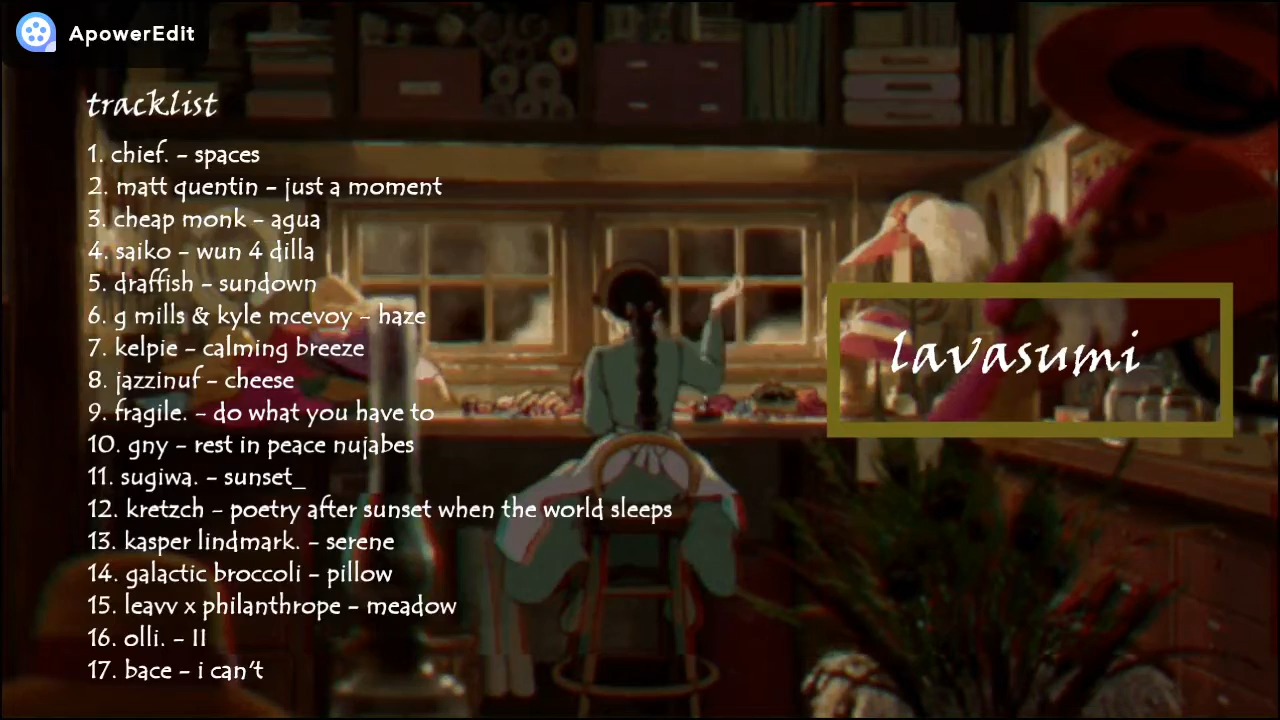 ApowerEdit
tracklist
1. chief. - spaces
2. matt quentin - just a moment
3. cheap monk - agua
4. saiko - wun 4 dilla
5. draffish - sundown
6. g mills & kyle mcevoy - haze
7. kelpie - calming breeze
8. jazzinuf - cheese
9. fragile. - do what you have to
10. gny - rest in peace nujabes
11. sugiwa. - sunset_
12. kretzch - poetry after sunset when the world sleeps
13. kasper lindmark. - serene
14. galactic broccoli - pillow
15. leavv x philanthrope - meadow
16. olli. - II
17. bace - i can't
lavasumi